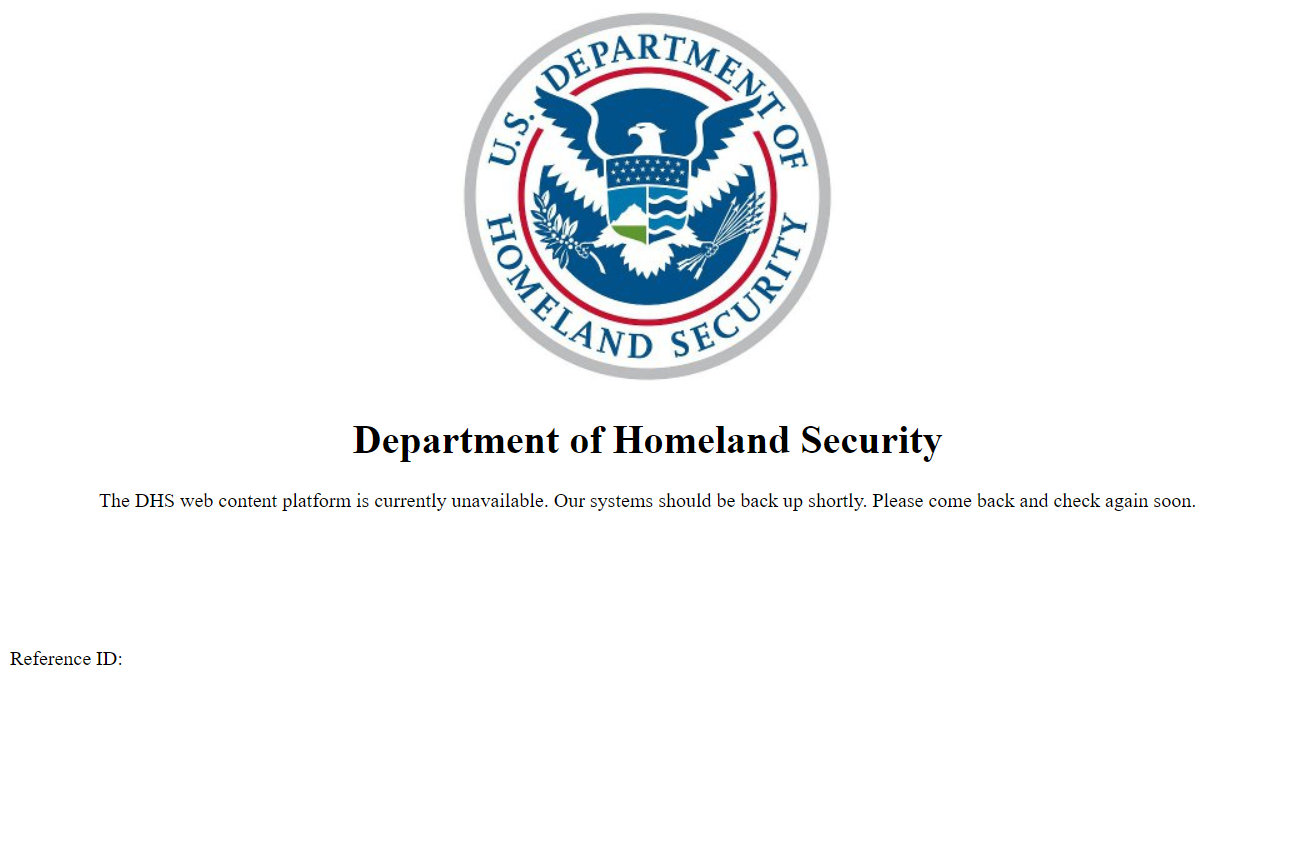 U.S. DEPARTMENT OF
HOMELAND SECURITY
Department of Homeland Security
The DHS web content platform is currently unavailable. Our systems should be back up shortly. Please come back and check again soon.
Reference ID: